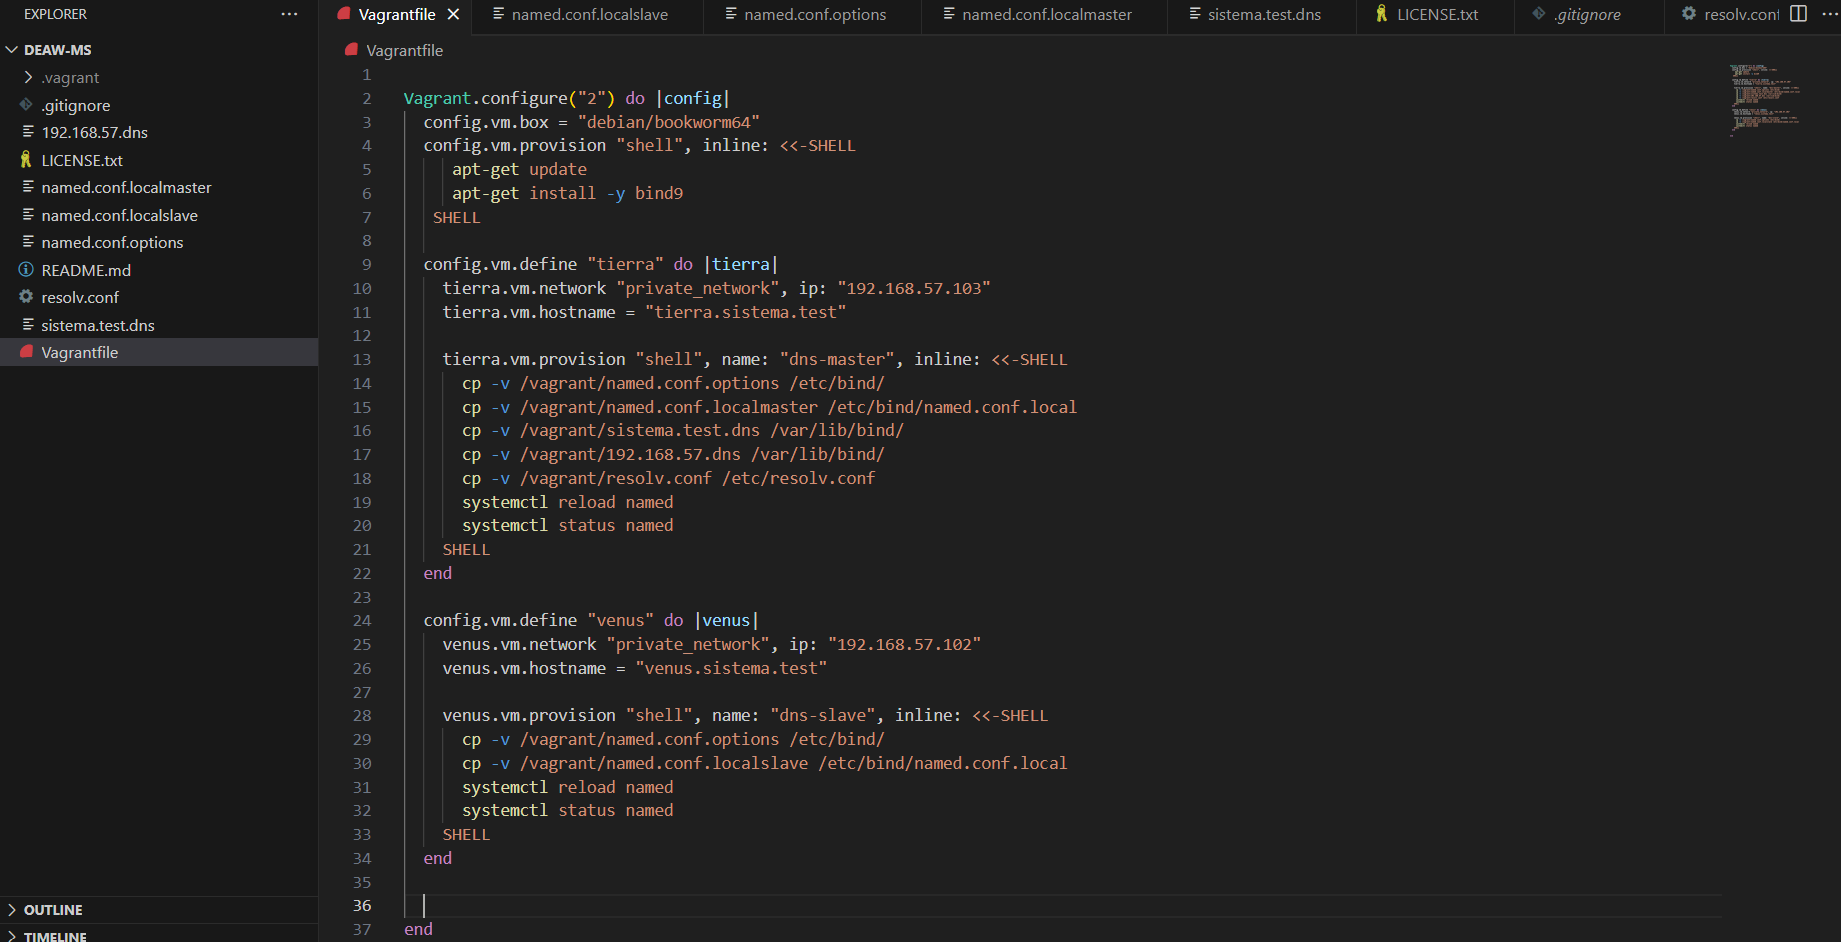 EXPLORER
DEAW-MS
.vagrant
.gitignore
192.168.57.dns
LICENSE.txt
named.conf.localmaster
named.conf.localslave
named.conf.options
README.md
resolv.conf
sistema.test.dns
Vagrantfile
OUTLINE
TIMELINE
Vagrantfile
named.conf.localslave
named.conf.options
named.conf.localmaster
sistema.test.dns
LICENSE.txt
.gitignore
resolv.conf
Vagrantfile
1
2 Vagrant.configure("2") do |config|
3   config.vm.box = "debian/bookworm64"
4   config.vm.provision "shell", inline: <<-SHELL
5      apt-get update
6      apt-get install -y bind9
7    SHELL
8
9   config.vm.define "tierra" do |tierra|
10     tierra.vm.network "private_network", ip: "192.168.57.103"
11     tierra.vm.hostname = "tierra.sistema.test"
12
13     tierra.vm.provision "shell", name: "dns-master", inline: <<-SHELL
14       cp -v /vagrant/named.conf.options /etc/bind/
15       cp -v /vagrant/named.conf.localmaster /etc/bind/named.conf.local
16       cp -v /vagrant/sistema.test.dns /var/lib/bind/
17       cp -v /vagrant/192.168.57.dns /var/lib/bind/
18       cp -v /vagrant/resolv.conf /etc/resolv.conf
19       systemctl reload named
20       systemctl status named
21     SHELL
22   end
23
24   config.vm.define "venus" do |venus|
25     venus.vm.network "private_network", ip: "192.168.57.102"
26     venus.vm.hostname = "venus.sistema.test"
27
28     venus.vm.provision "shell", name: "dns-slave", inline: <<-SHELL
29       cp -v /vagrant/named.conf.options /etc/bind/
30       cp -v /vagrant/named.conf.localslave /etc/bind/named.conf.local
31       systemctl reload named
32       systemctl status named
33     SHELL
34   end
35
36
37 end